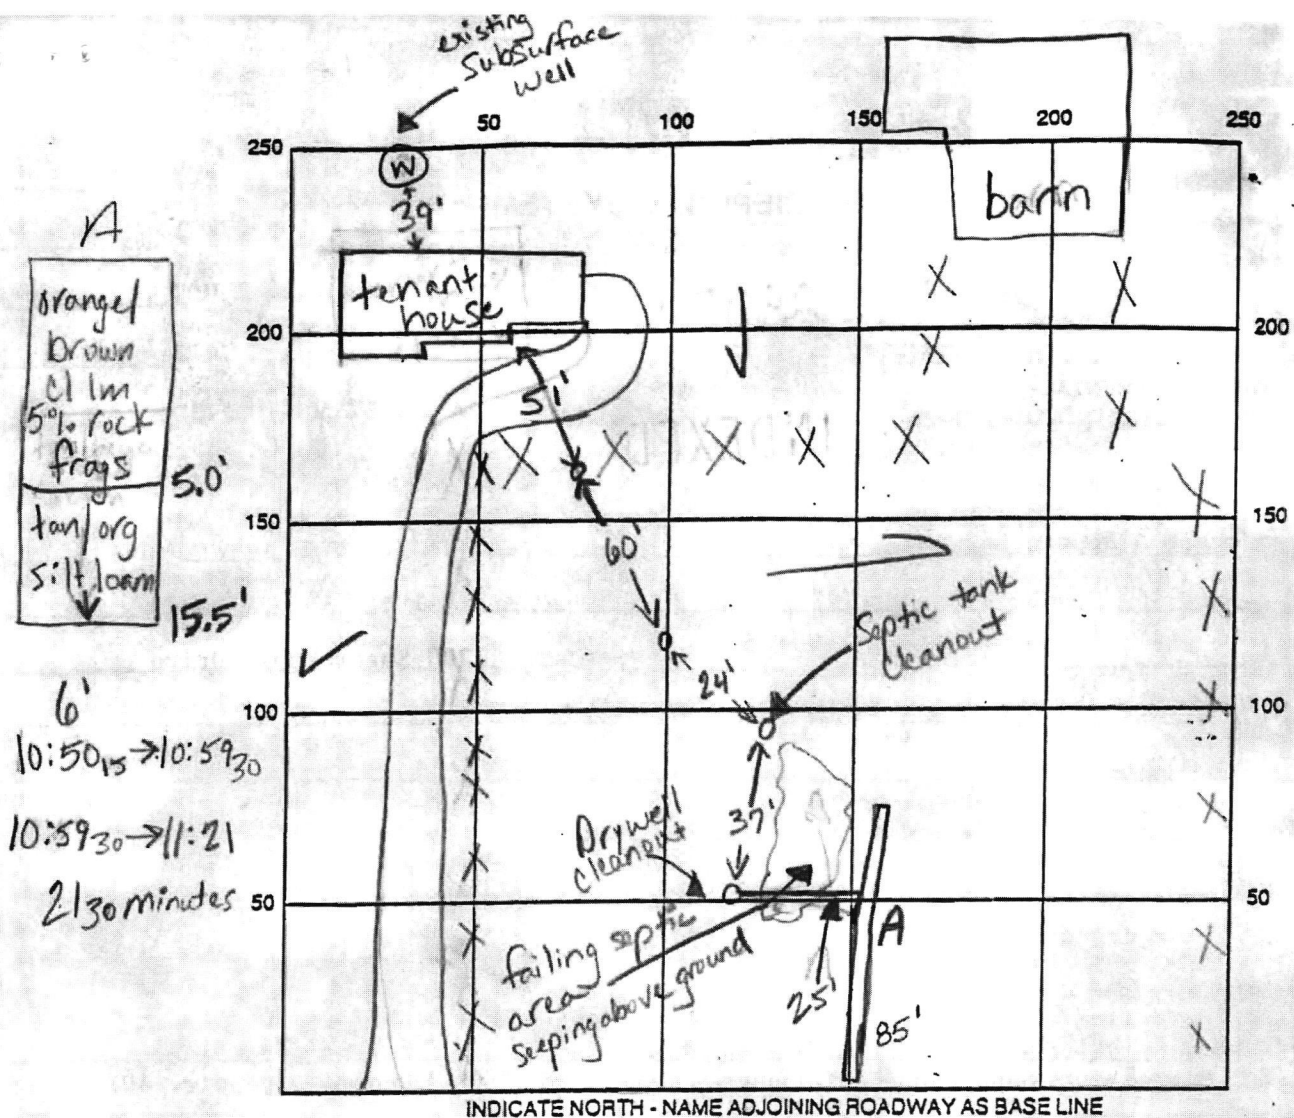 existing
subsurface
well
50
100
150
200
250
250
W
39'
barn
A
orange/
brown
cl lm
5% rock
frags
5.0'
tan/org
silt loam
15.5'
tenant
house
200
200
51'
150
150
60'
septic tank
cleanout
24'
6'
100
100
10:50 15 → 10:59 30
10:59 30 → 11:21
21 30 minutes
37'
Drywell
cleanout
50
50
A
failing septic
area
seeping above ground
25'
85'
INDICATE NORTH - NAME ADJOINING ROADWAY AS BASE LINE